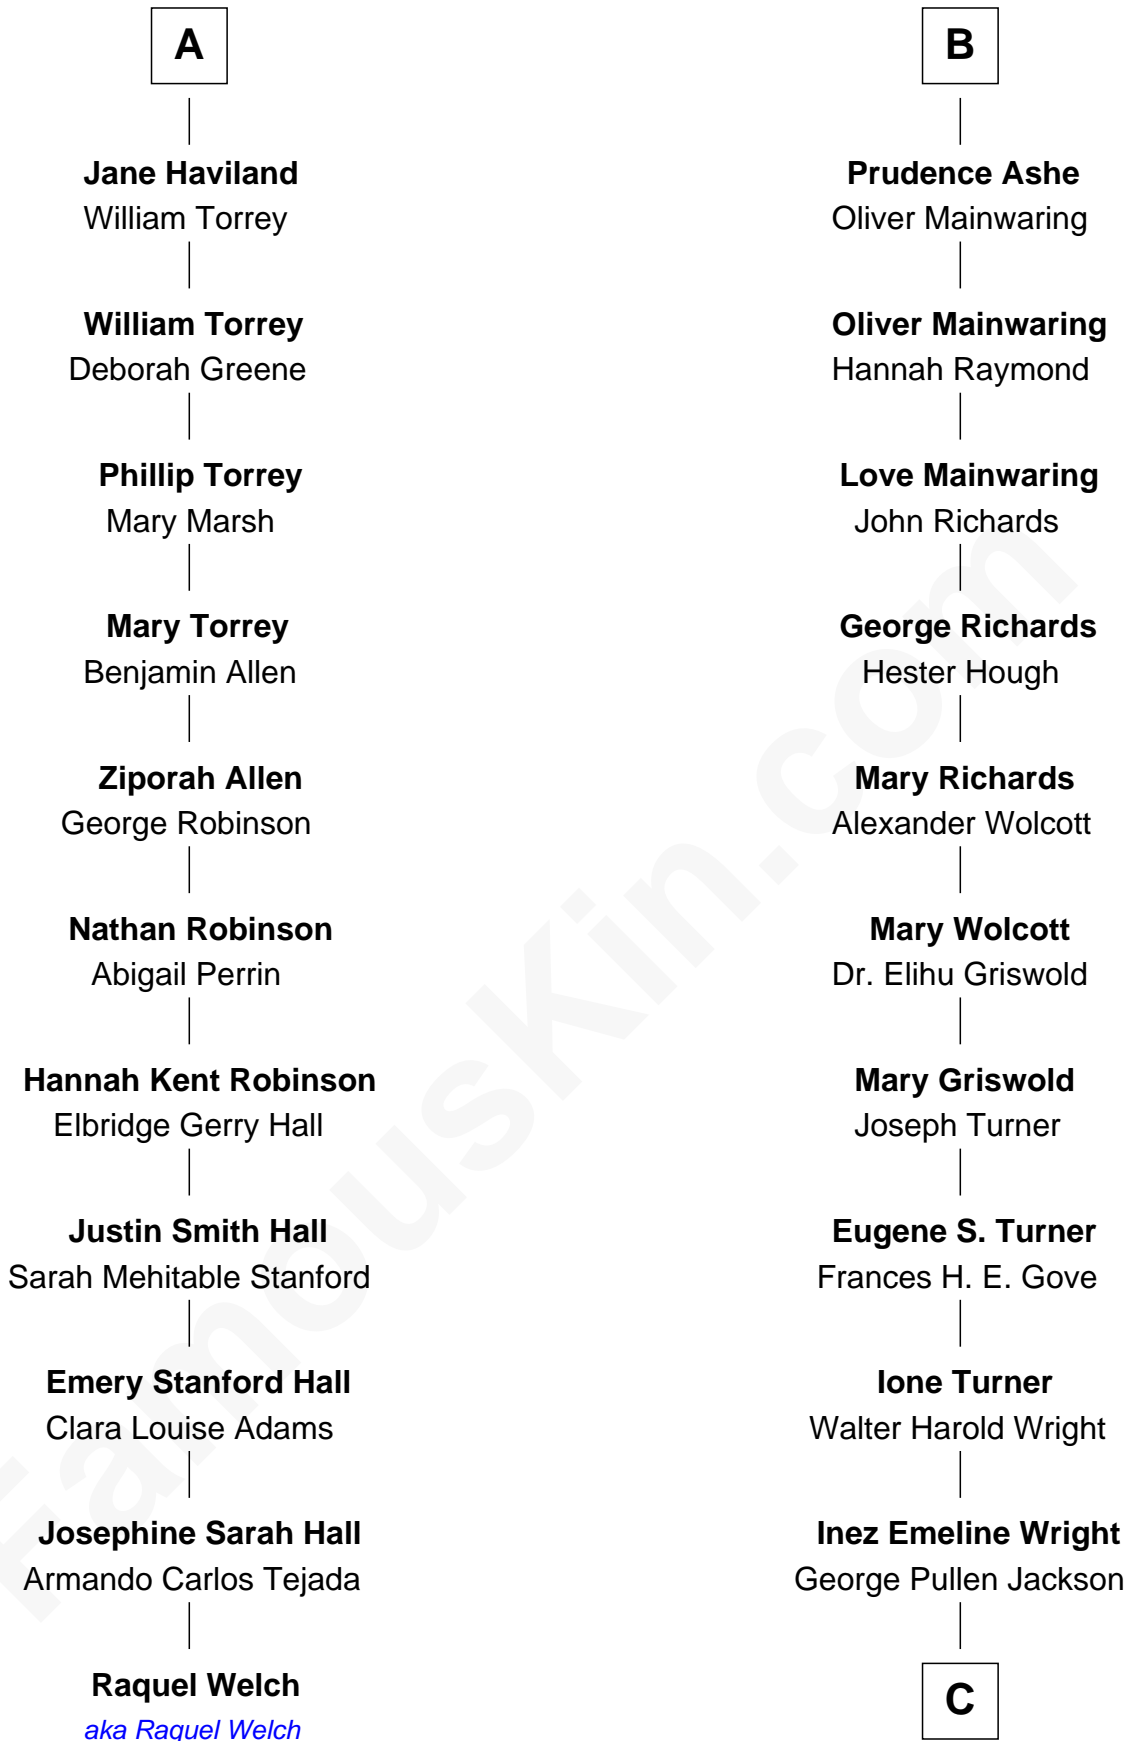 A
Jane Haviland
William Torrey
William Torrey
Deborah Greene
Phillip Torrey
Mary Marsh
Mary Torrey
Benjamin Allen
Ziporah Allen
George Robinson
Nathan Robinson
Abigail Perrin
Hannah Kent Robinson
Elbridge Gerry Hall
Justin Smith Hall
Sarah Mehitable Stanford
Emery Stanford Hall
Clara Louise Adams
Josephine Sarah Hall
Armando Carlos Tejada
Raquel Welch
aka Raquel Welch
B
Prudence Ashe
Oliver Mainwaring
Oliver Mainwaring
Hannah Raymond
Love Mainwaring
John Richards
George Richards
Hester Hough
Mary Richards
Alexander Wolcott
Mary Wolcott
Dr. Elihu Griswold
Mary Griswold
Joseph Turner
Eugene S. Turner
Frances H. E. Gove
Ione Turner
Walter Harold Wright
Inez Emeline Wright
George Pullen Jackson
C
FamousKin.com